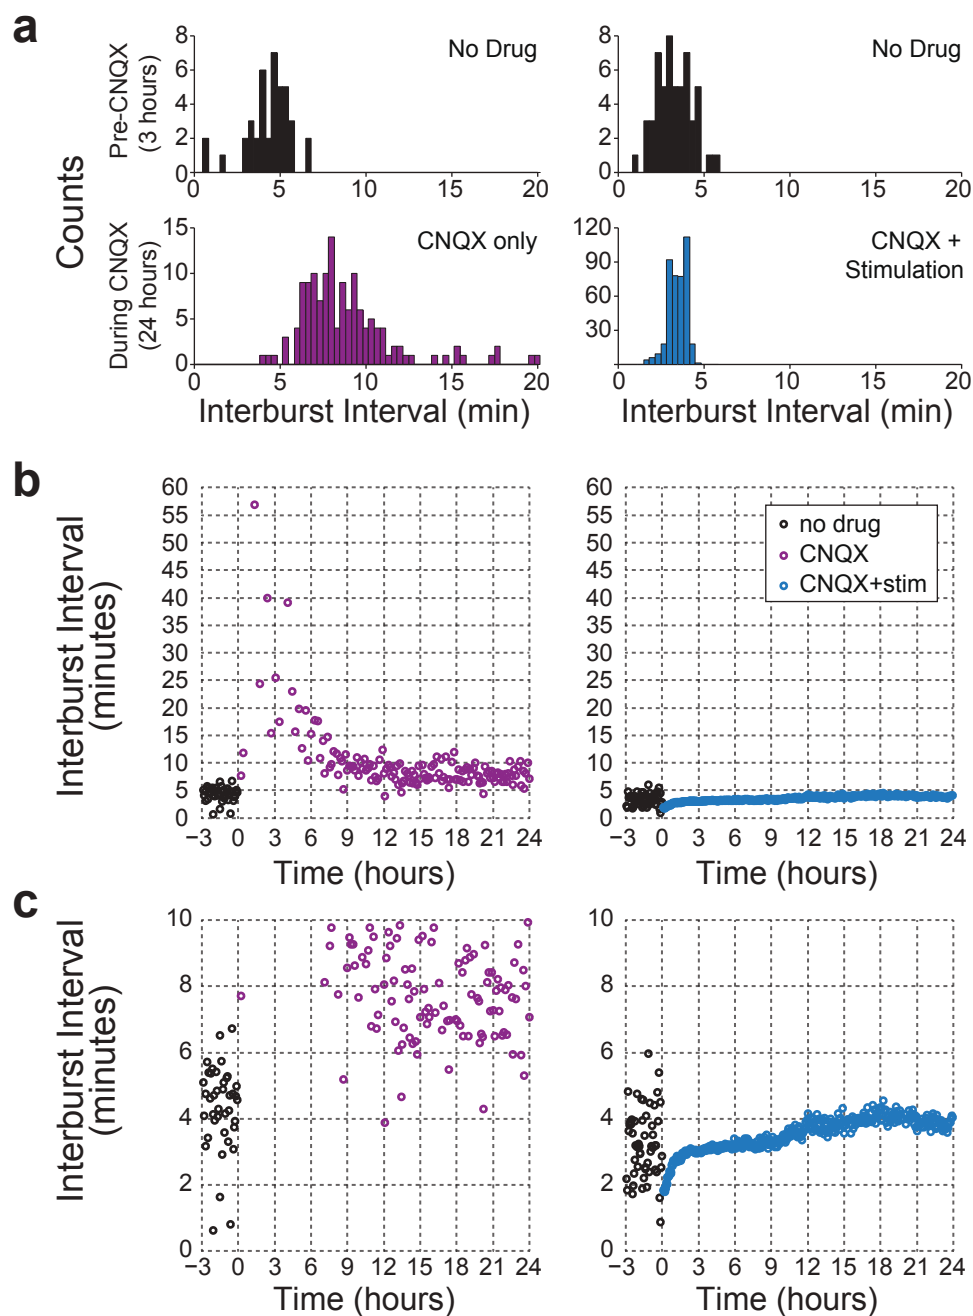 a
Counts
Pre-CNQX
(3 hours)
8
6
4
2
0
No Drug
0 5 10 15 20
8
6
4
2
0
No Drug
0 5 10 15 20
During CNQX
(24 hours)
15
10
5
0
CNQX only
0 5 10 15 20
Interburst Interval (min)
120
90
60
30
CNQX +
Stimulation
0 5 10 15 20
Interburst Interval (min)
b
Interburst Interval
(minutes)
60
55
50
45
40
35
30
25
20
15
10
5
0
−3 0 3 6 9 12 15 18 21 24
Time (hours)
60
55
50
45
40
35
30
25
20
15
10
5
0
no drug
CNQX
CNQX+stim
−3 0 3 6 9 12 15 18 21 24
Time (hours)
c
Interburst Interval
(minutes)
10
8
6
4
2
0
−3 0 3 6 9 12 15 18 21 24
Time (hours)
10
8
6
4
2
0
−3 0 3 6 9 12 15 18 21 24
Time (hours)